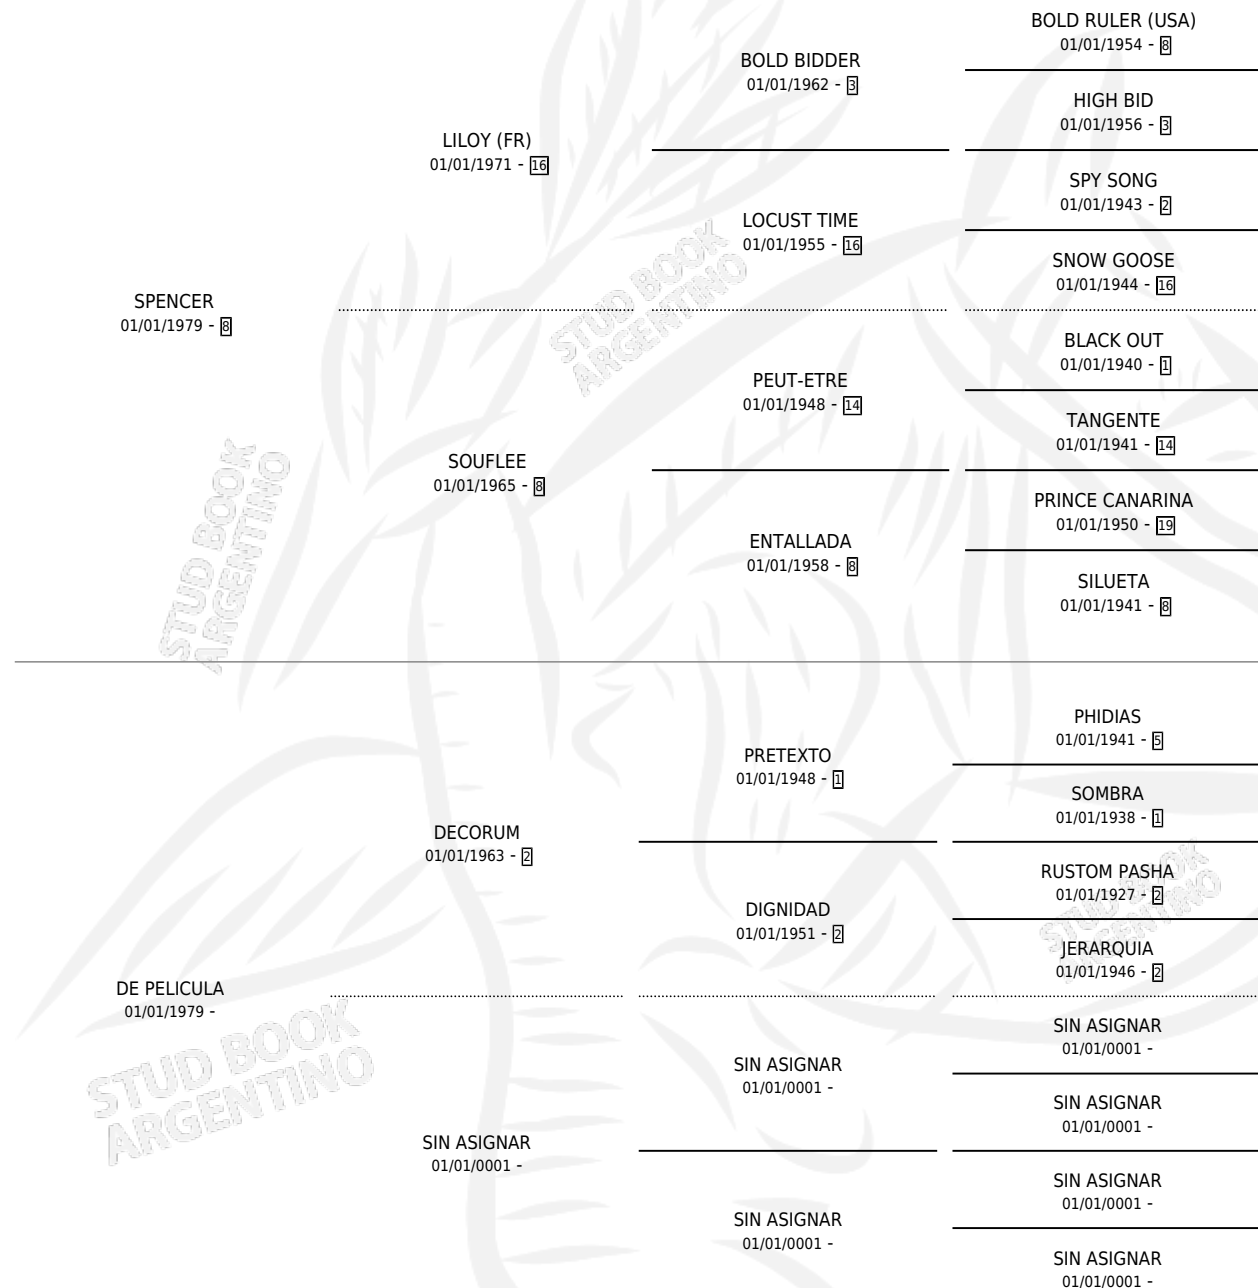 BOLD RULER (USA)
01/01/1954 - 8
BOLD BIDDER
01/01/1962 - 3
HIGH BID
01/01/1956 - 3
LILOY (FR)
01/01/1971 - 16
SPY SONG
01/01/1943 - 2
LOCUST TIME
01/01/1955 - 16
SNOW GOOSE
01/01/1944 - 16
SPENCER
01/01/1979 - 8
STUD BOOK
ARGENTINO
BLACK OUT
01/01/1940 - 1
PEUT-ETRE
01/01/1948 - 14
TANGENTE
01/01/1941 - 14
SOUFLEE
01/01/1965 - 8
PRINCE CANARINA
01/01/1950 - 19
ENTALLADA
01/01/1958 - 8
SILUETA
01/01/1941 - 8
STUD BOOK
ARGENTINO
PHIDIAS
01/01/1941 - 5
PRETEXTO
01/01/1948 - 1
SOMBRA
01/01/1938 - 1
DECORUM
01/01/1963 - 2
RUSTOM PASHA
01/01/1927 - 2
DIGNIDAD
01/01/1951 - 2
JERARQUIA
01/01/1946 - 2
STUD BOOK
ARGENTINO
DE PELICULA
01/01/1979 -
SIN ASIGNAR
01/01/0001 -
SIN ASIGNAR
01/01/0001 -
SIN ASIGNAR
01/01/0001 -
STUD BOOK
ARGENTINO
SIN ASIGNAR
01/01/0001 -
SIN ASIGNAR
01/01/0001 -
SIN ASIGNAR
01/01/0001 -
SIN ASIGNAR
01/01/0001 -